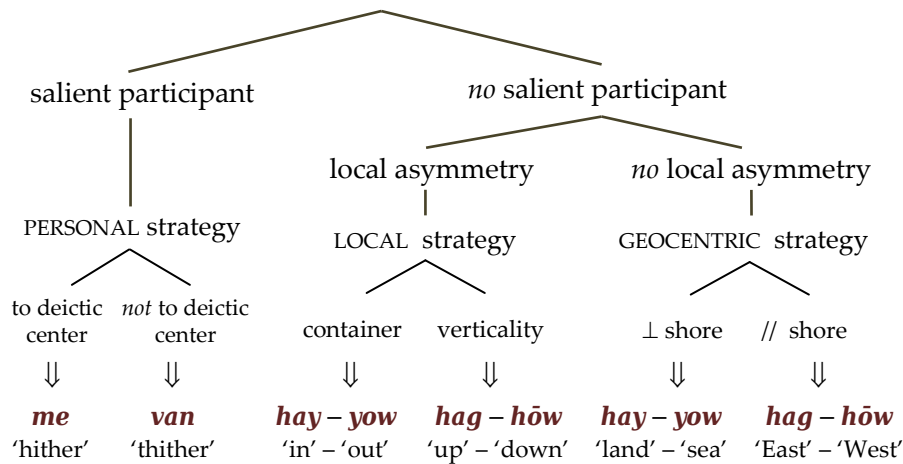 salient participant no salient participant
local asymmetry no local asymmetry
PERSONAL strategy LOCAL strategy GEOCENTRIC strategy
to deictic center not to deictic center container verticality ⊥ shore // shore
⇓ ⇓ ⇓ ⇓ ⇓ ⇓
me van hay – yow hag – hōw hay – yow hag – hōw
‘hither’ ‘thither’ ‘in’ – ‘out’ ‘up’ – ‘down’ ‘land’ – ‘sea’ ‘East’ – ‘West’